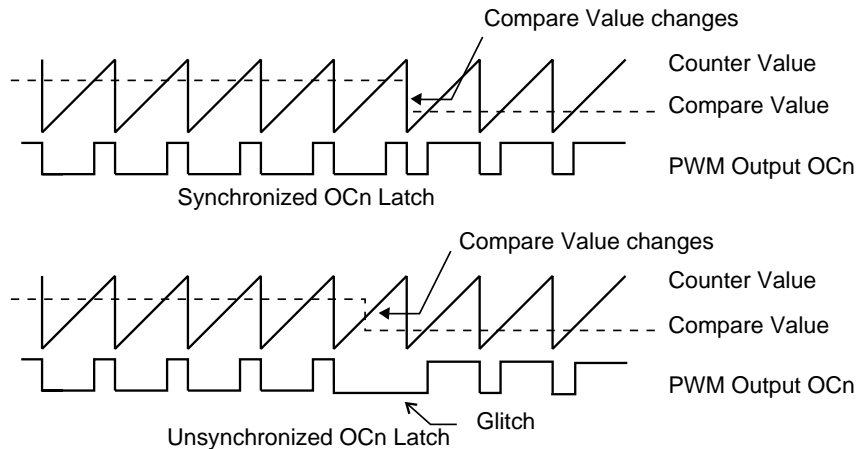 Compare Value changes
Counter Value
Compare Value
PWM Output OCn
Synchronized OCn Latch
Compare Value changes
Counter Value
Compare Value
PWM Output OCn
Glitch
Unsynchronized OCn Latch